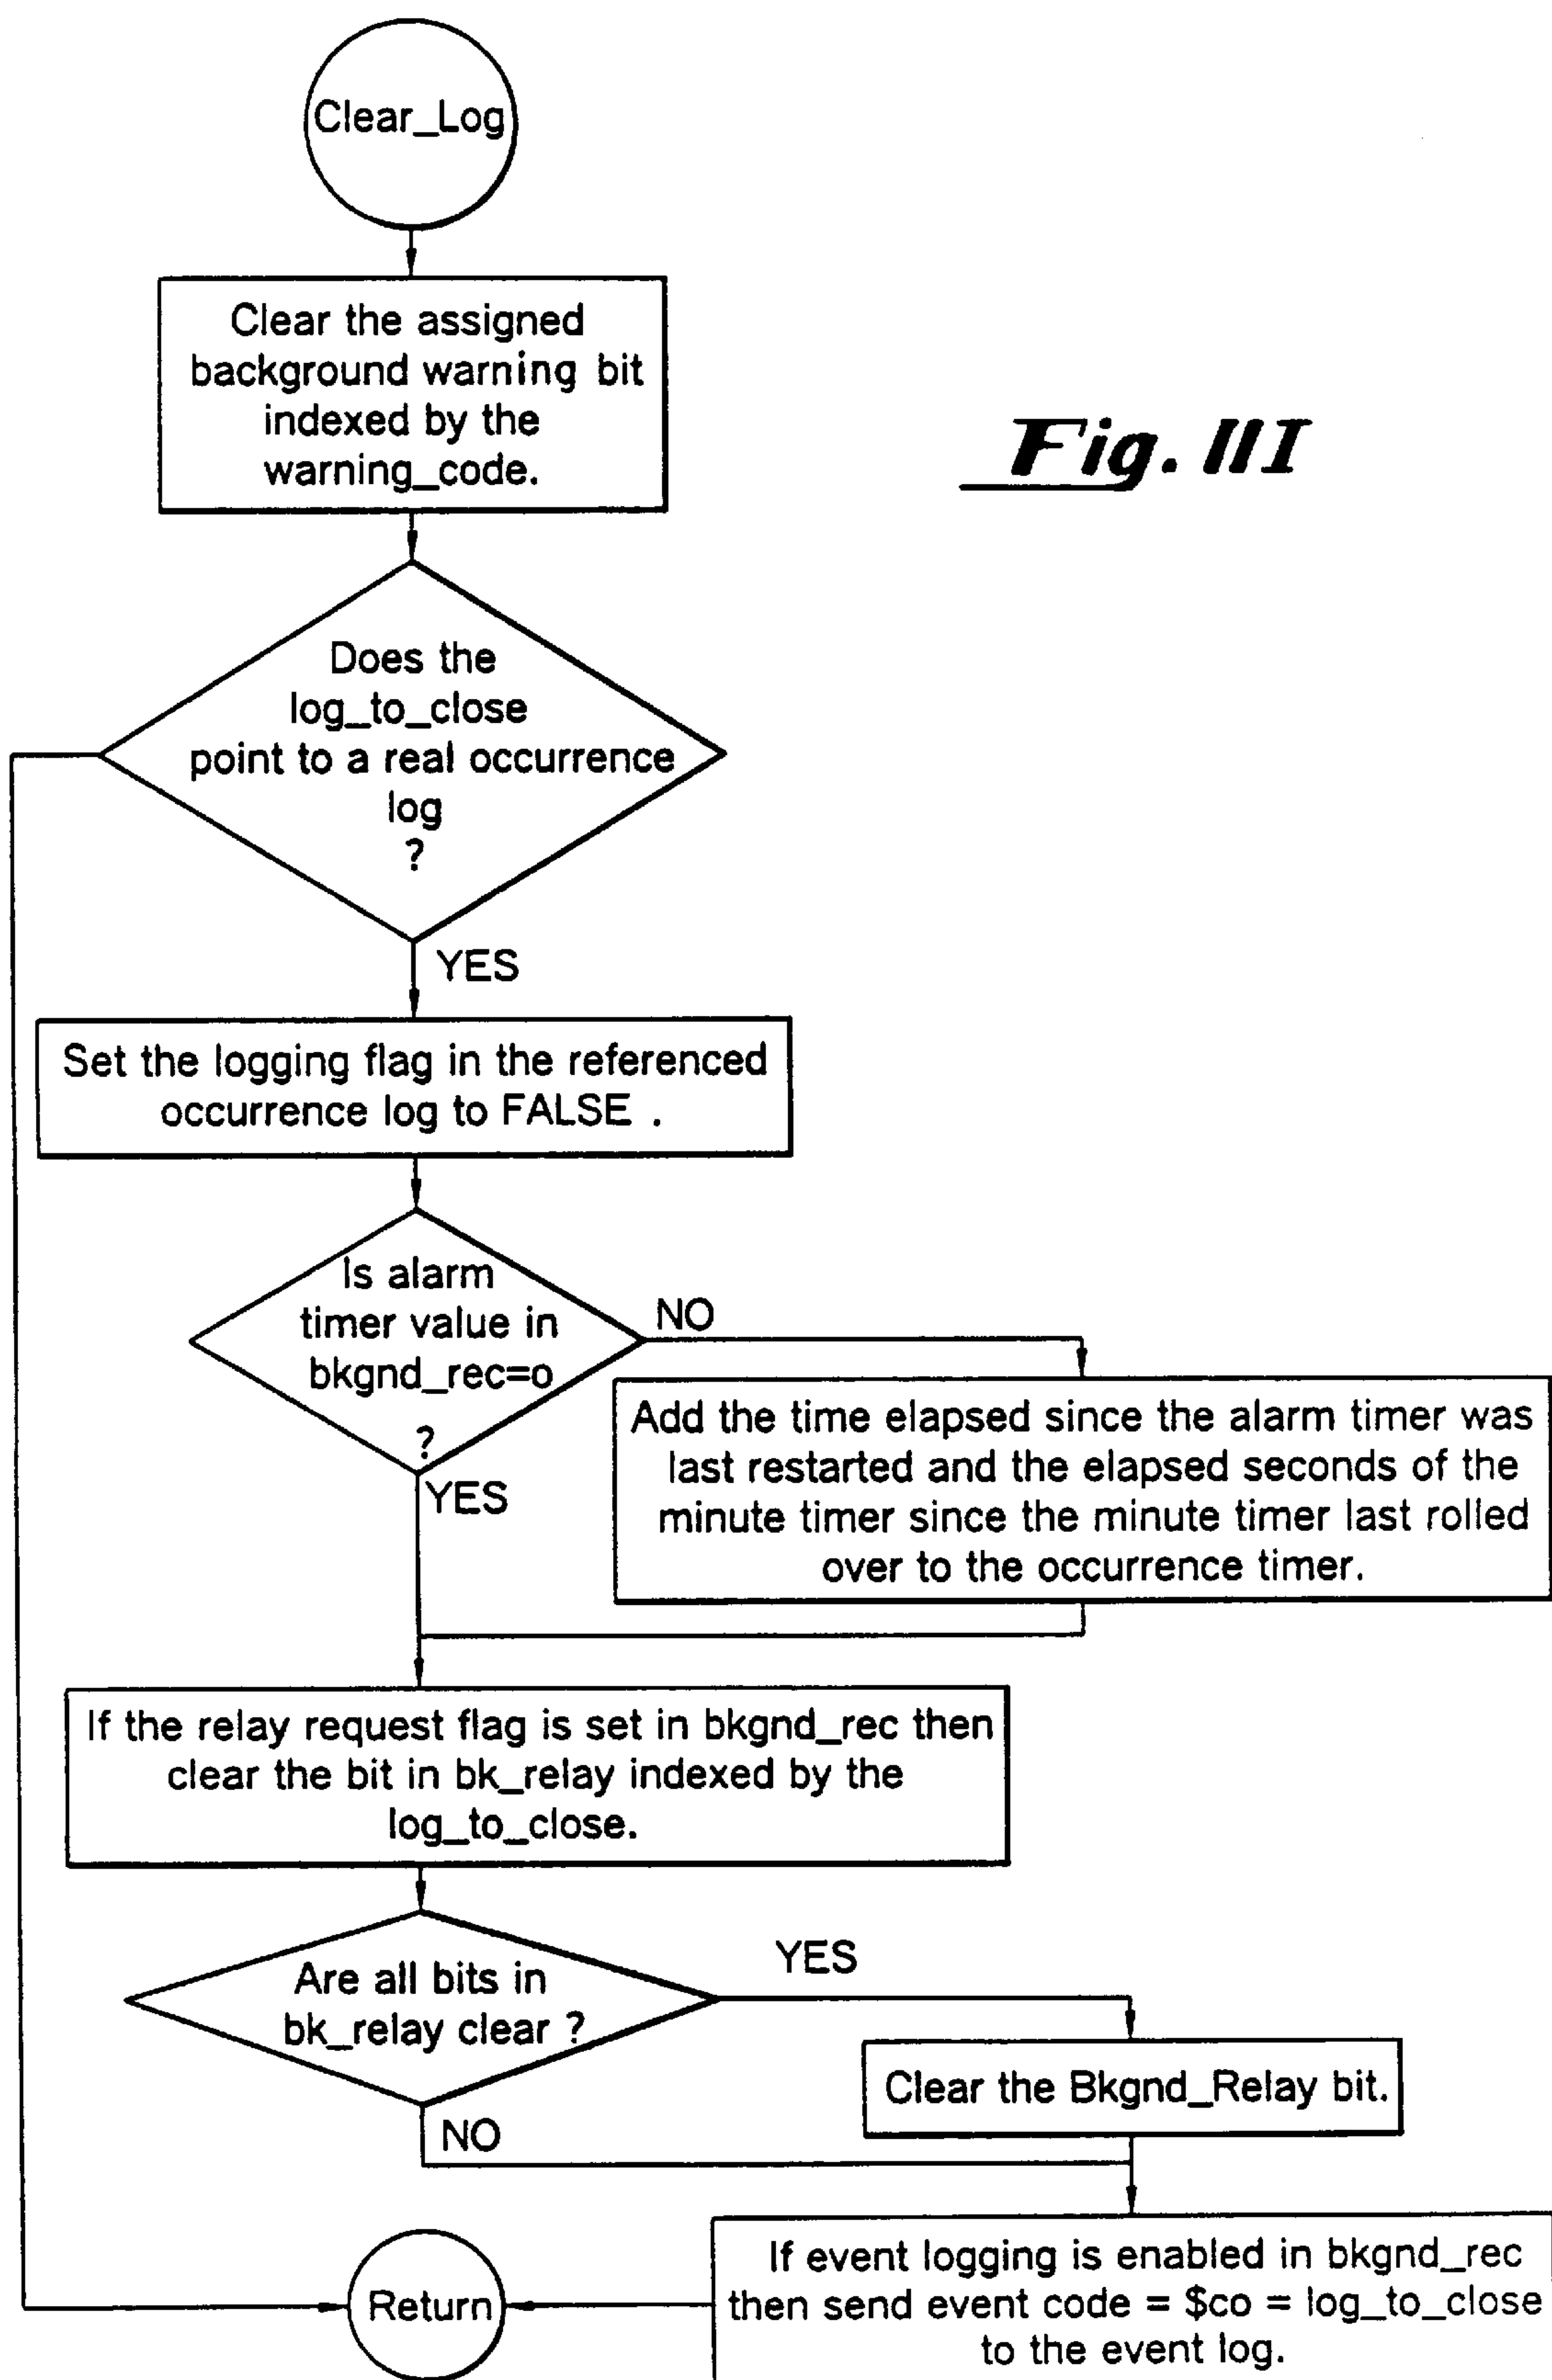 Clear_Log
Clear the assigned
background warning bit
indexed by the
warning_code.
Fig. 11I
Does the
log_to_close
point to a real occurrence
log
?
YES
Set the logging flag in the referenced
occurrence log to FALSE .
Is alarm
timer value in
bkgnd_rec=o
?
NO
YES
Add the time elapsed since the alarm timer was
last restarted and the elapsed seconds of the
minute timer since the minute timer last rolled
over to the occurrence timer.
If the relay request flag is set in bkgnd_rec then
clear the bit in bk_relay indexed by the
log_to_close.
Are all bits in
bk_relay clear ?
YES
Clear the Bkgnd_Relay bit.
NO
If event logging is enabled in bkgnd_rec
then send event code = $co = log_to_close
to the event log.
Return